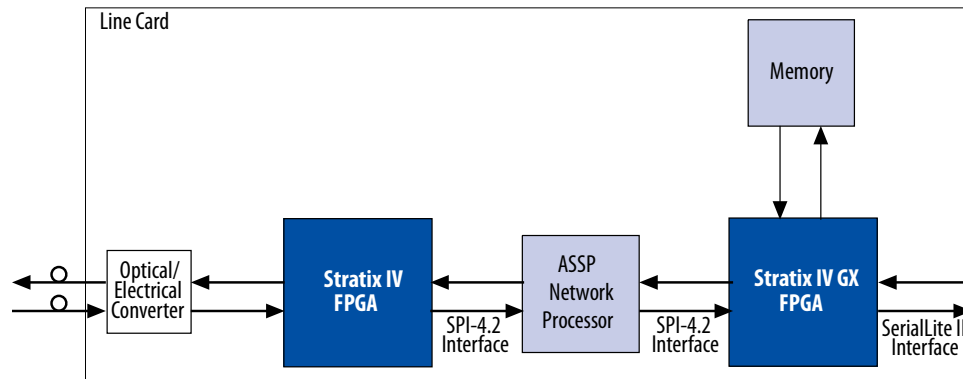 Line Card
Memory
Optical/
Electrical
Converter
Stratix IV
FPGA
SPI-4.2
Interface
ASSP
Network
Processor
SPI-4.2
Interface
Stratix IV GX
FPGA
SerialLite II
Interface